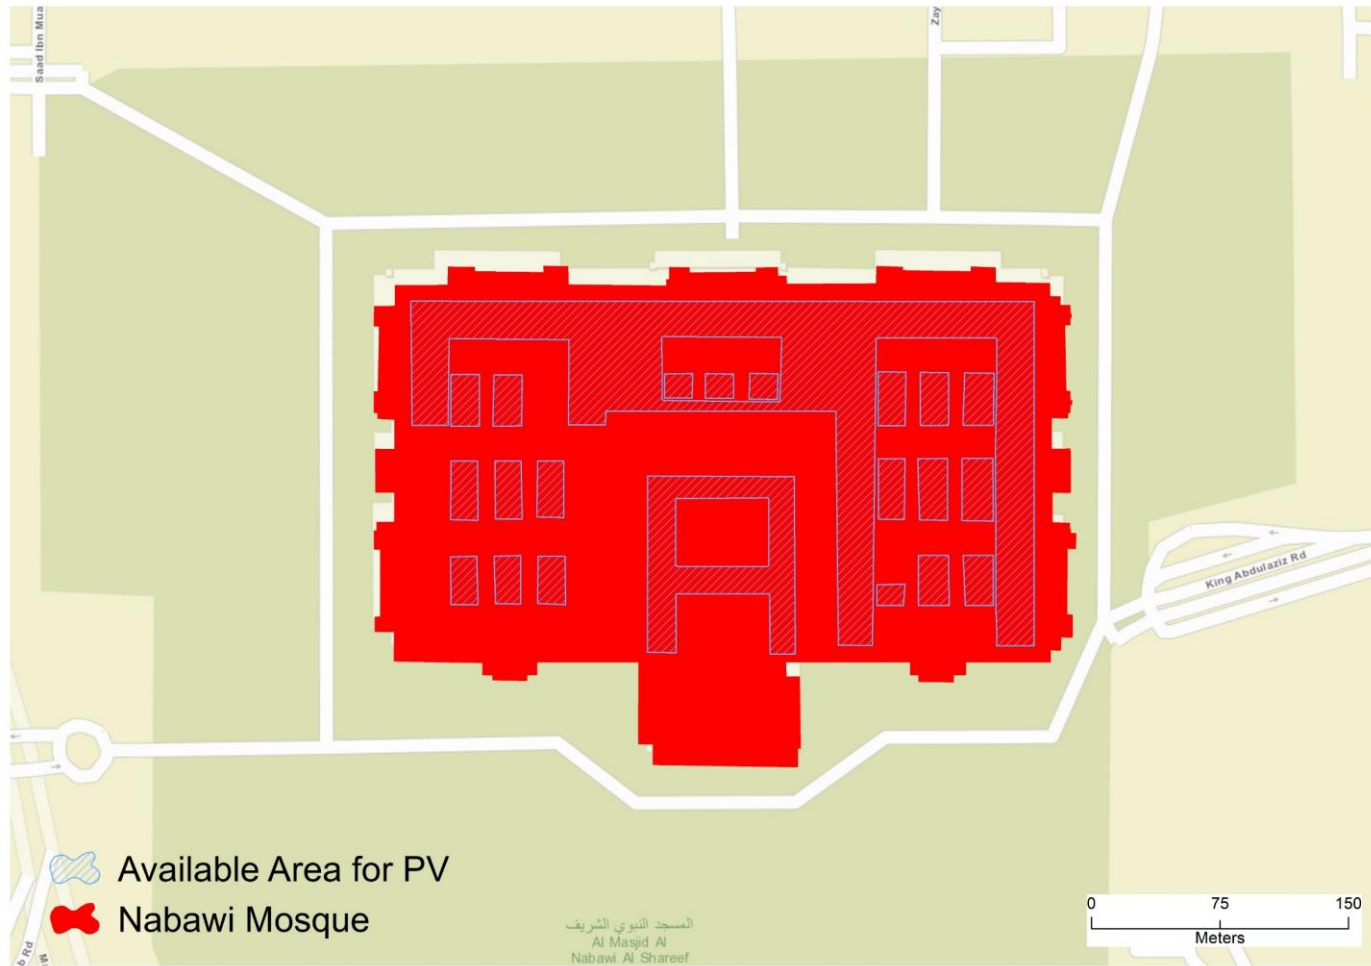 Saad Ibn Mua
Zay
King Abdulaziz Rd
Available Area for PV
Nabawi Mosque
المسجد النبوي الشريف
Al Masjid Al
Nabawi Al Shareef
0 75 150
Meters
b Rd